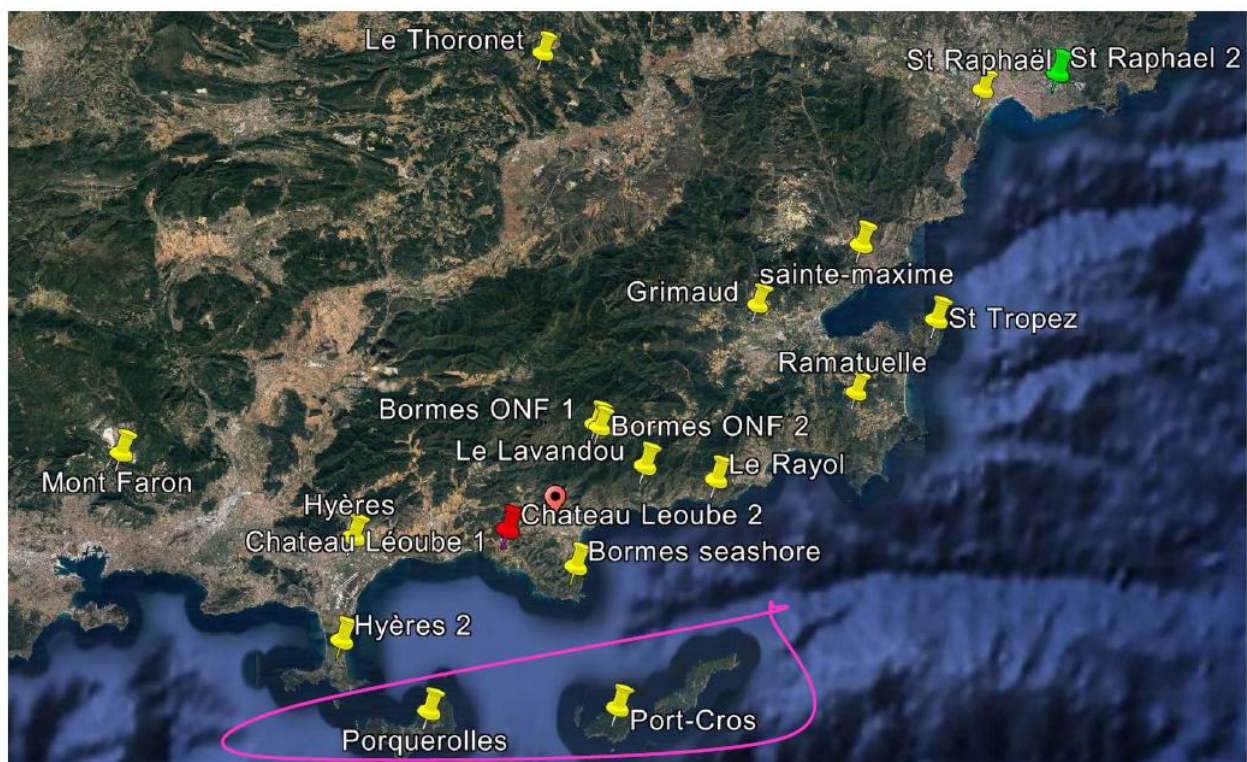 Le Thoronet
St Raphaël
St Raphael 2
sainte-maxime
Grimaud
St Tropez
Ramatuelle
Bormes ONF 1
Bormes ONF 2
Le Lavandou
Le Rayol
Mont Faron
Hyères
Chateau Leoube 2
Chateau Léoube 1
Bormes seashore
Hyères 2
Port-Cros
Porquerolles